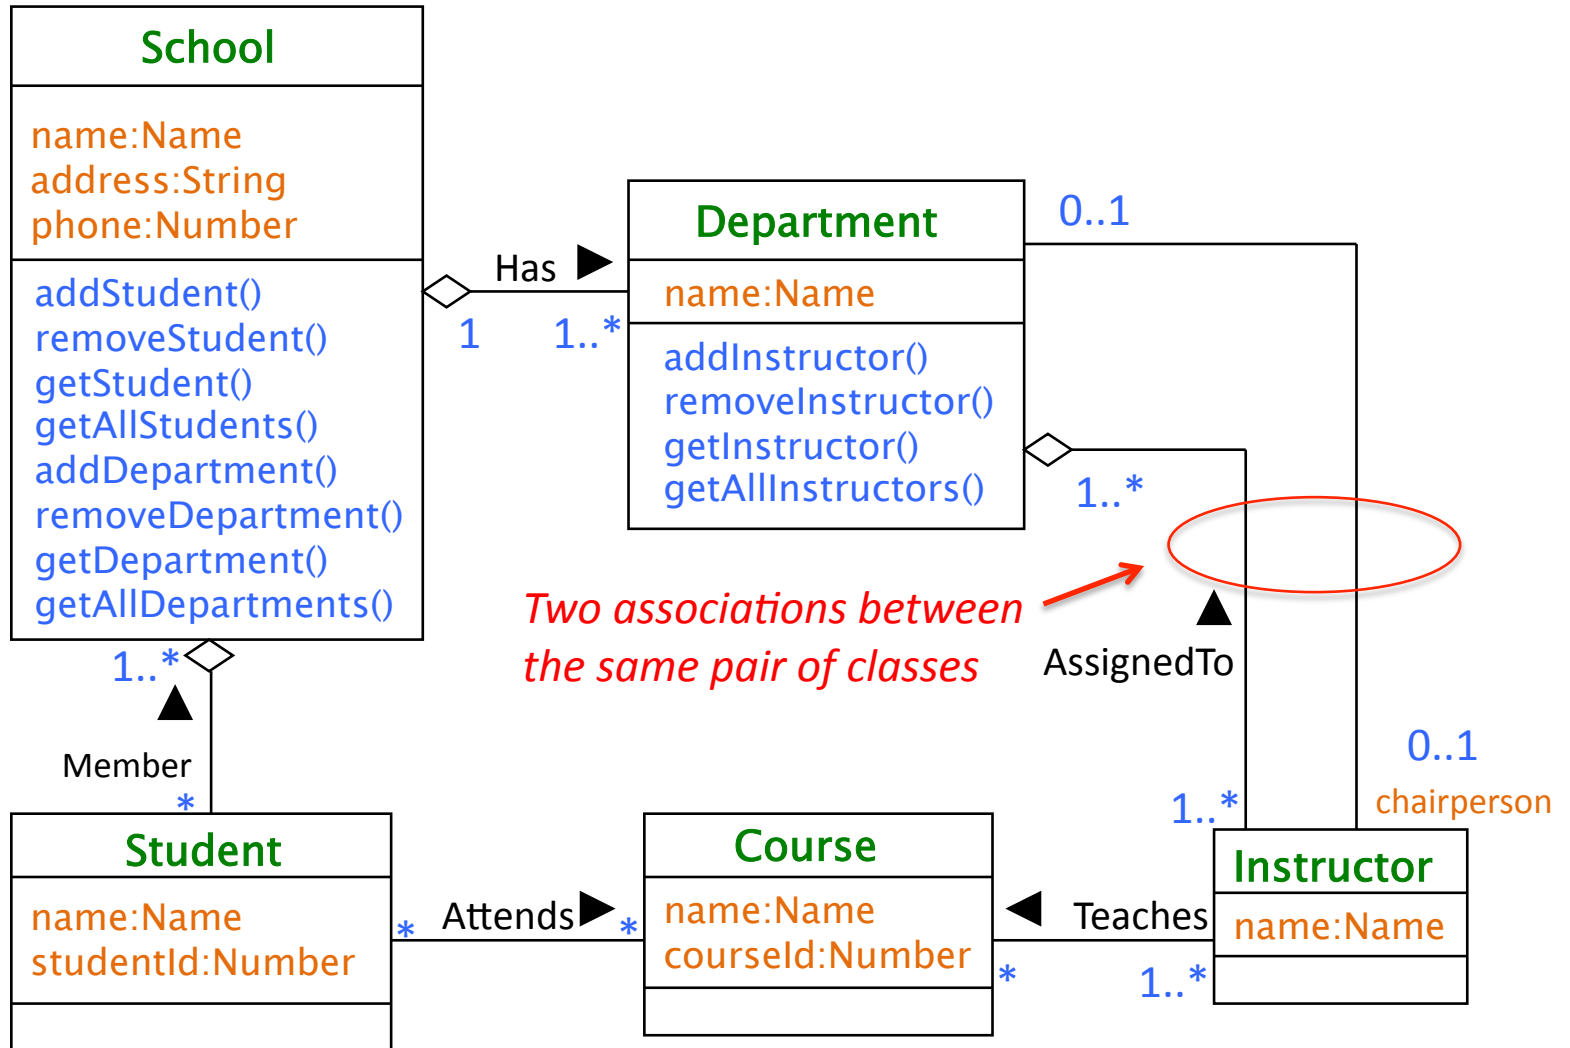 School
name:Name
address:String
phone:Number
addStudent()
removeStudent()
getStudent()
getAllStudents()
addDepartment()
removeDepartment()
getDepartment()
getAllDepartments()
Has
1
1..*
Department
name:Name
addInstructor()
removeInstructor()
getInstructor()
getAllInstructors()
0..1
1..*
Two associations between
the same pair of classes
AssignedTo
1..*
Member
*
0..1
chairperson
1..*
Student
name:Name
studentId:Number
*
Attends
*
Course
name:Name
courseId:Number
*
Teaches
1..*
Instructor
name:Name